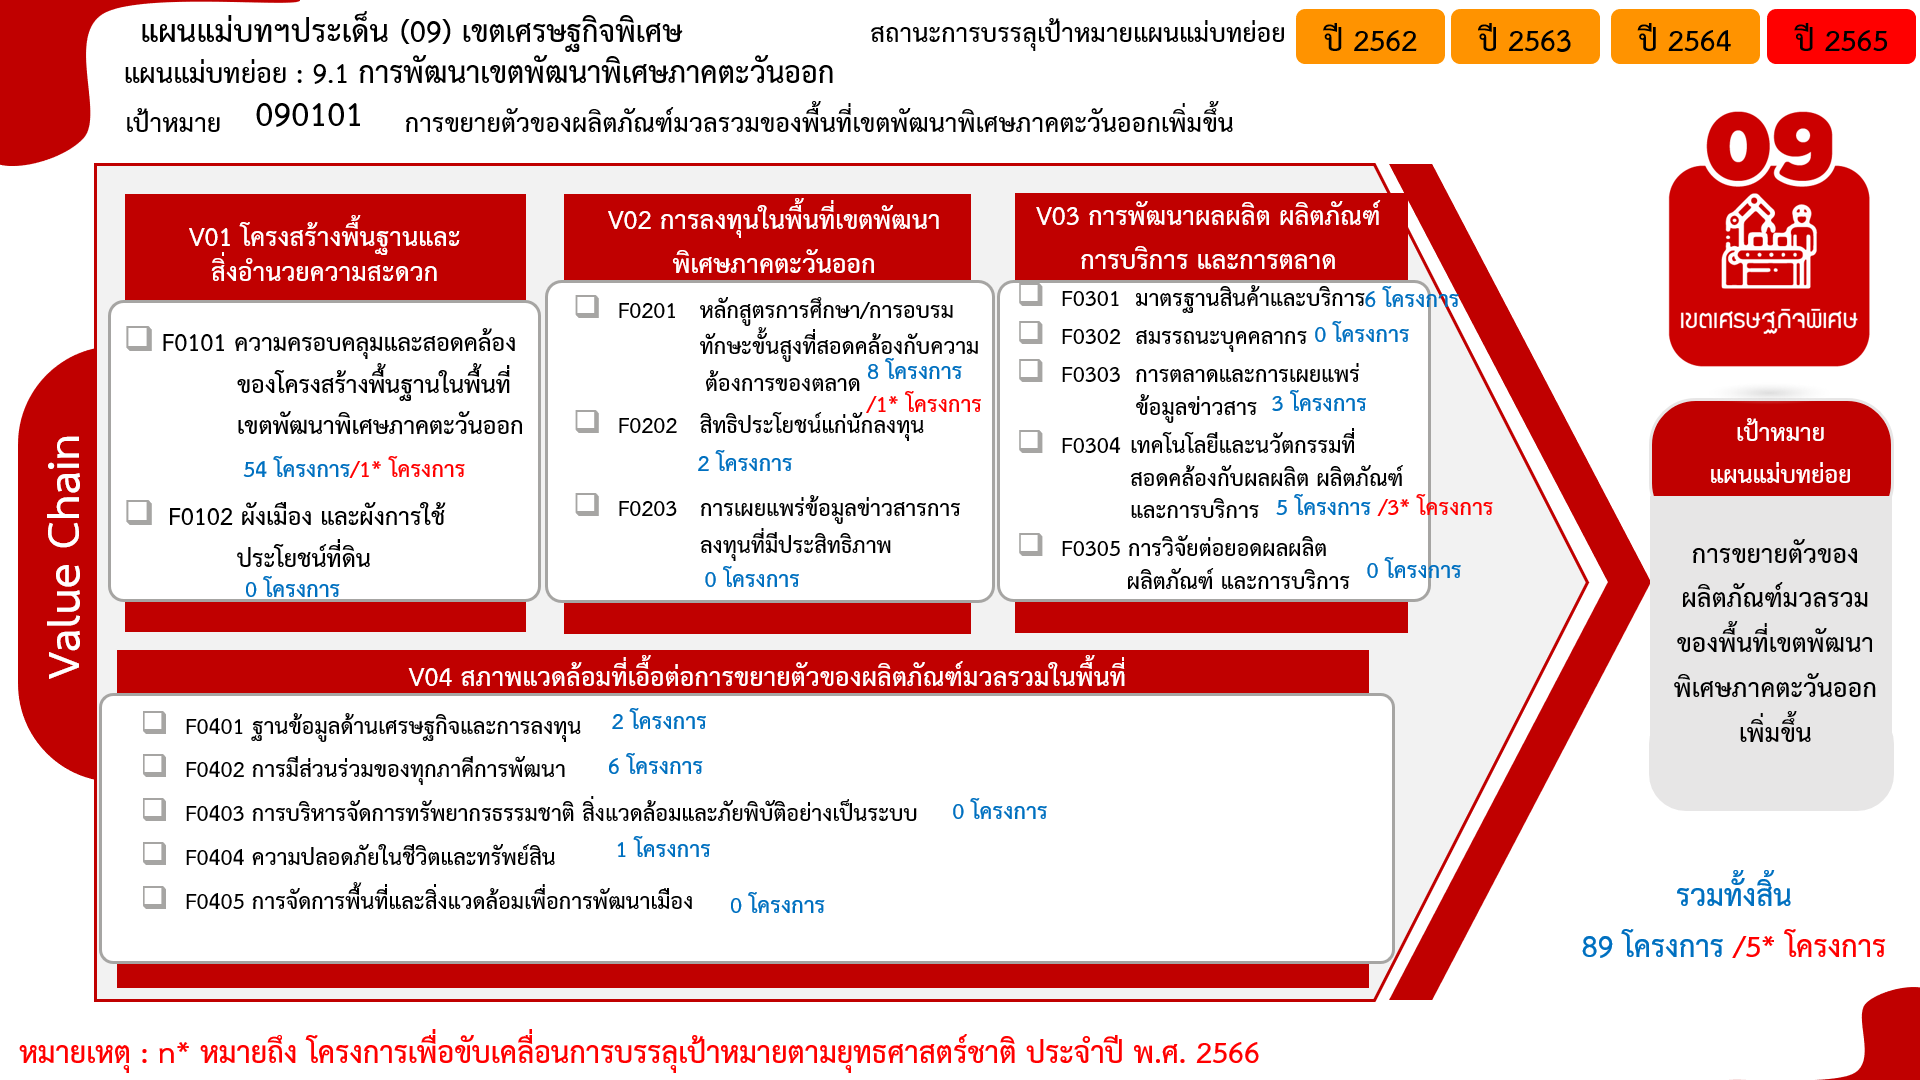 แผนแม่บทฯประเด็น (09) เขตเศรษฐกิจพิเศษ
สถานะการบรรลุเป้าหมายแผนแม่บทย่อย
ปี 2562
ปี 2563
ปี 2564
ปี 2565
แผนแม่บทย่อย : 9.1 การพัฒนาเขตพัฒนาพิเศษภาคตะวันออก
เป้าหมาย 090101 การขยายตัวของผลิตภัณฑ์มวลรวมของพื้นที่เขตพัฒนาพิเศษภาคตะวันออกเพิ่มขึ้น
Value Chain
V01 โครงสร้างพื้นฐานและ
สิ่งอำนวยความสะดวก
F0101 ความครอบคลุมและสอดคล้อง
ของโครงสร้างพื้นฐานในพื้นที่
เขตพัฒนาพิเศษภาคตะวันออก
54 โครงการ/1* โครงการ
F0102 ผังเมือง และผังการใช้
ประโยชน์ที่ดิน
0 โครงการ
V02 การลงทุนในพื้นที่เขตพัฒนา
พิเศษภาคตะวันออก
F0201 หลักสูตรการศึกษา/การอบรม
ทักษะขั้นสูงที่สอดคล้องกับความ
ต้องการของตลาด 8 โครงการ
/1* โครงการ
F0202 สิทธิประโยชน์แก่นักลงทุน
2 โครงการ
F0203 การเผยแพร่ข้อมูลข่าวสารการ
ลงทุนที่มีประสิทธิภาพ
0 โครงการ
V03 การพัฒนาผลผลิต ผลิตภัณฑ์
การบริการ และการตลาด
F0301 มาตรฐานสินค้าและบริการ6 โครงการ
F0302 สมรรถนะบุคคลากร 0 โครงการ
F0303 การตลาดและการเผยแพร่
ข้อมูลข่าวสาร 3 โครงการ
F0304 เทคโนโลยีและนวัตกรรมที่
สอดคล้องกับผลผลิต ผลิตภัณฑ์
และการบริการ 5 โครงการ /3* โครงการ
F0305 การวิจัยต่อยอดผลผลิต
ผลิตภัณฑ์ และการบริการ 0 โครงการ
V04 สภาพแวดล้อมที่เอื้อต่อการขยายตัวของผลิตภัณฑ์มวลรวมในพื้นที่
F0401 ฐานข้อมูลด้านเศรษฐกิจและการลงทุน 2 โครงการ
F0402 การมีส่วนร่วมของทุกภาคีการพัฒนา 6 โครงการ
F0403 การบริหารจัดการทรัพยากรธรรมชาติ สิ่งแวดล้อมและภัยพิบัติอย่างเป็นระบบ 0 โครงการ
F0404 ความปลอดภัยในชีวิตและทรัพย์สิน 1 โครงการ
F0405 การจัดการพื้นที่และสิ่งแวดล้อมเพื่อการพัฒนาเมือง 0 โครงการ
09
เขตเศรษฐกิจพิเศษ
เป้าหมาย
แผนแม่บทย่อย
การขยายตัวของ
ผลิตภัณฑ์มวลรวม
ของพื้นที่เขตพัฒนา
พิเศษภาคตะวันออก
เพิ่มขึ้น
รวมทั้งสิ้น
89 โครงการ /5* โครงการ
หมายเหตุ : n* หมายถึง โครงการเพื่อขับเคลื่อนการบรรลุเป้าหมายตามยุทธศาสตร์ชาติ ประจำปี พ.ศ. 2566